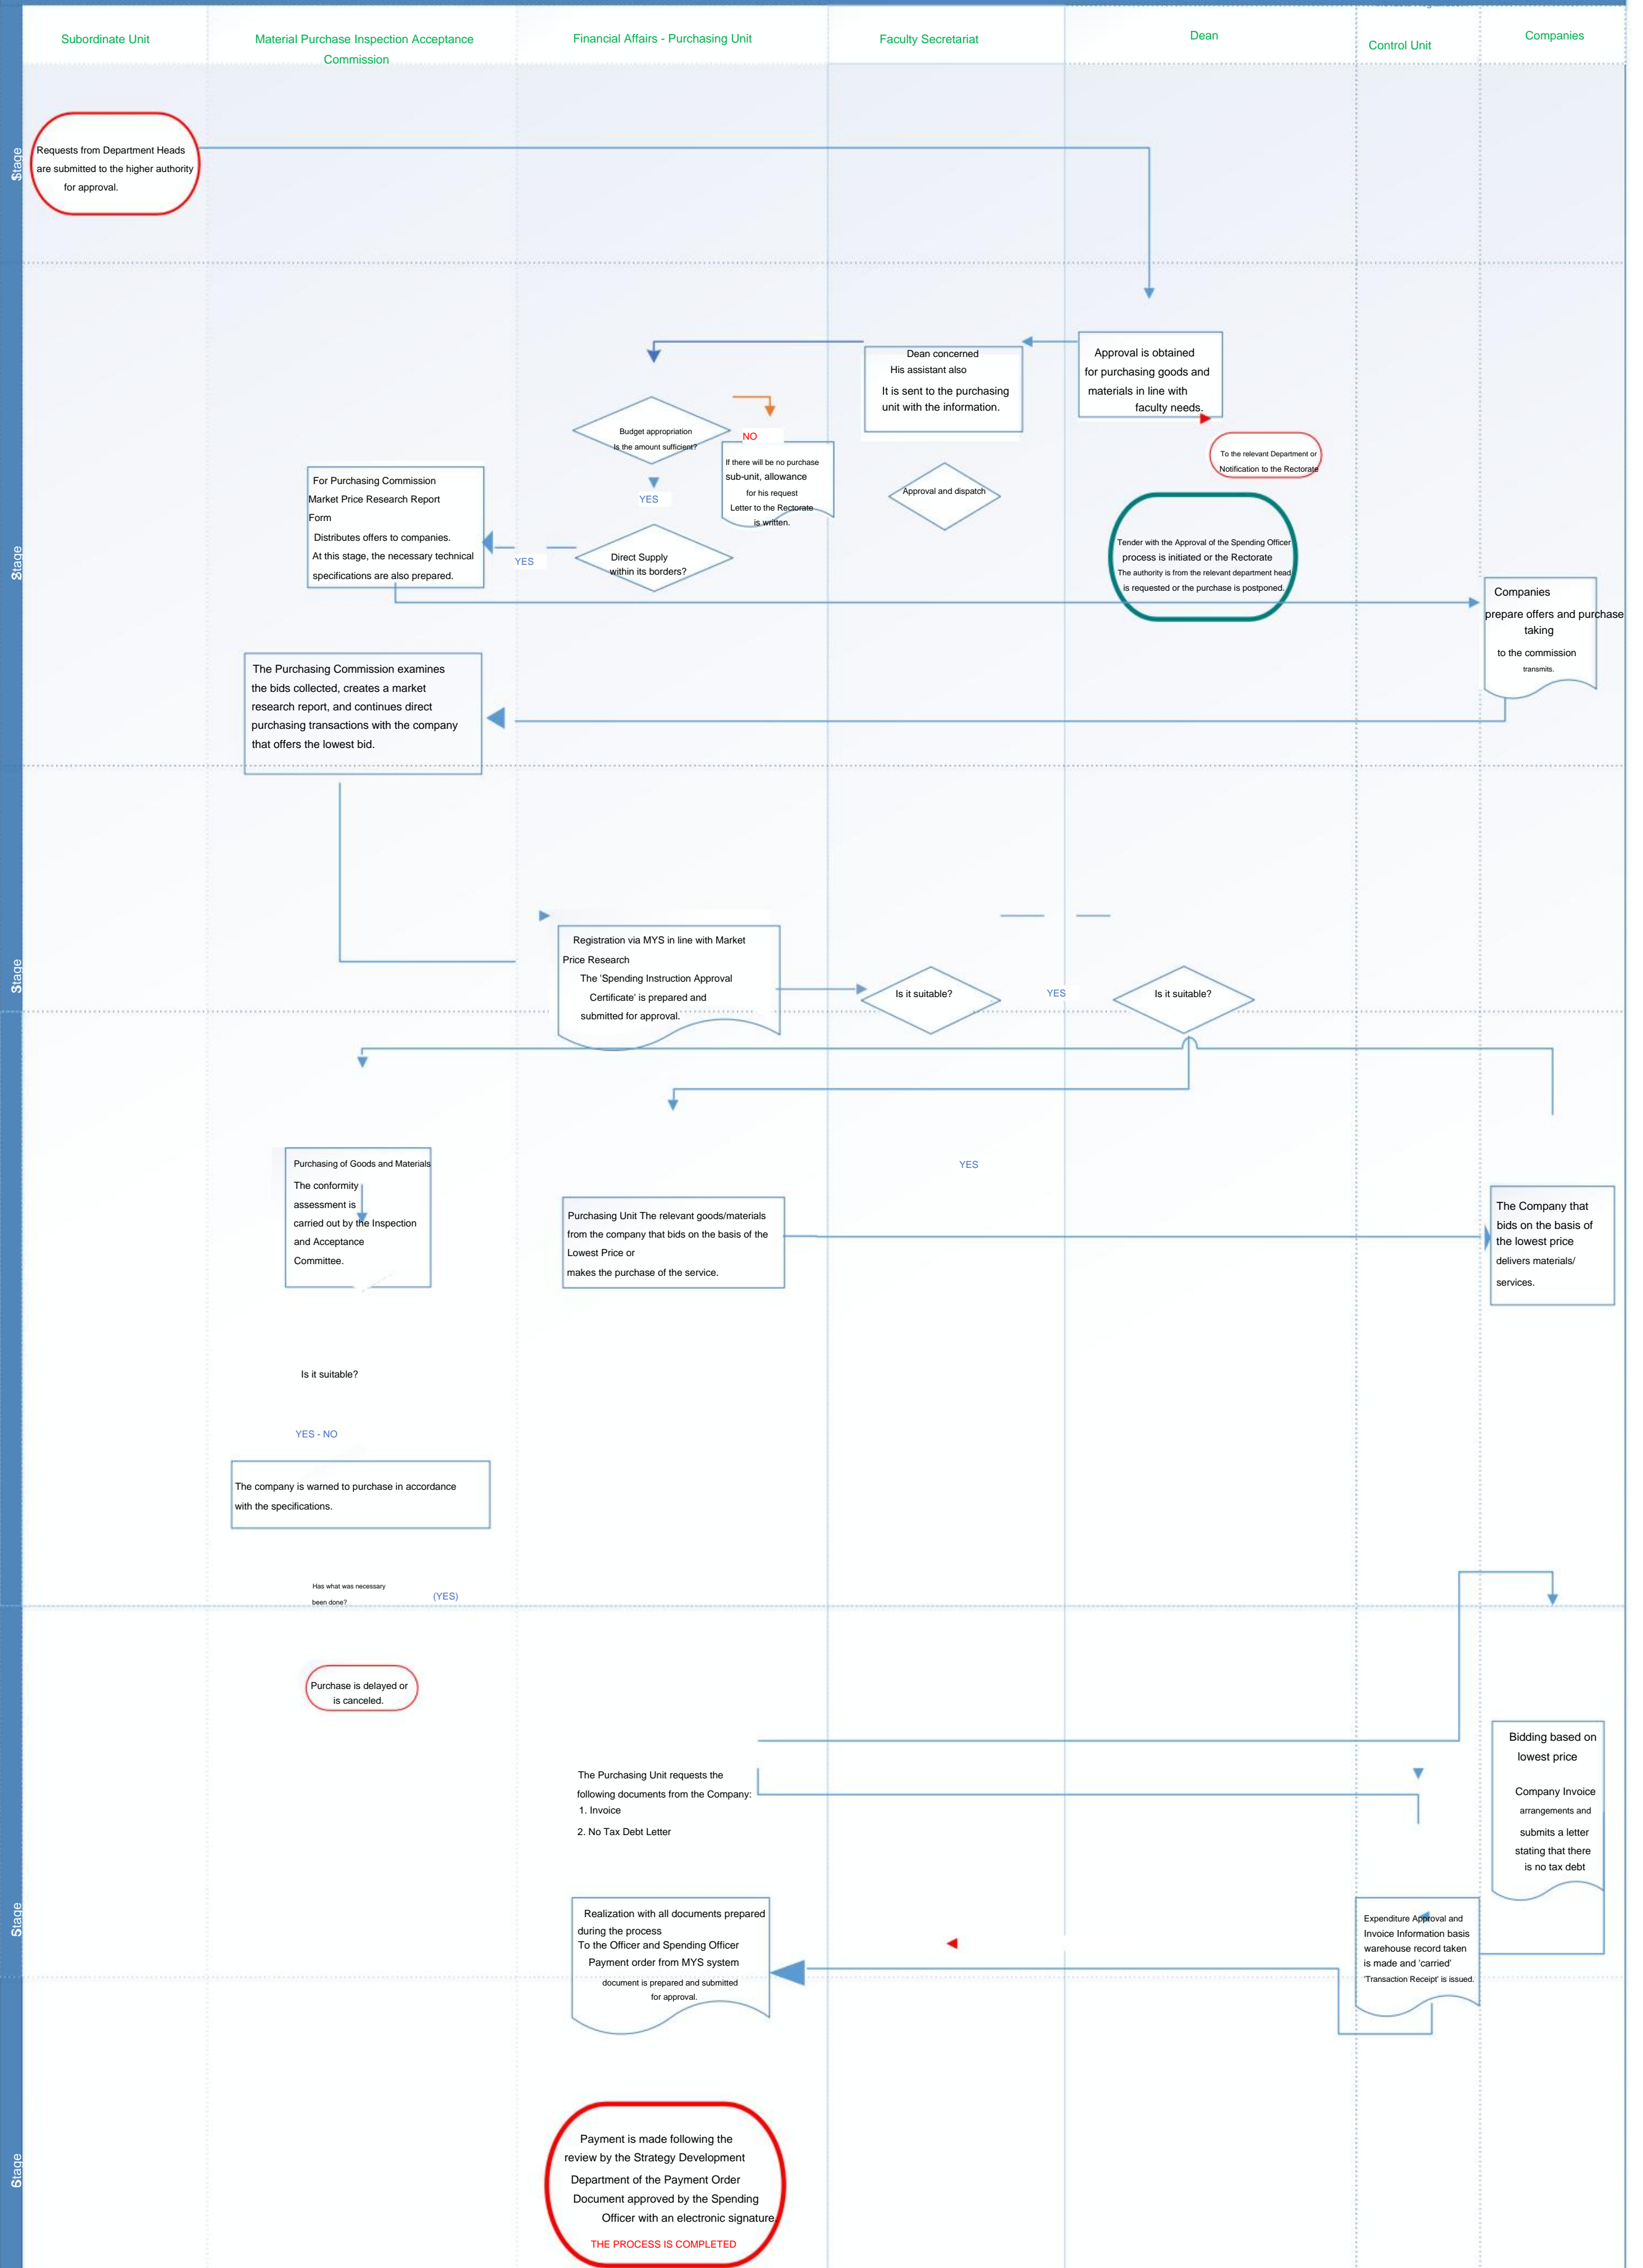 Subordinate Unit
Material Purchase Inspection Acceptance
Commission
Financial Affairs - Purchasing Unit
Faculty Secretariat
Dean
Control Unit
Companies
Stage
Requests from Department Heads
are submitted to the higher authority
for approval.
Stage
Approval is obtained
for purchasing goods and
materials in line with
faculty needs.
Dean concerned
His assistant also
It is sent to the purchasing
unit with the information.
Budget appropriation
Is the amount sufficient?
NO
If there will be no purchase
sub-unit, allowance
for his request
Letter to the Rectorate
is written.
YES
Approval and dispatch
To the relevant Department or
Notification to the Rectorate
Tender with the Approval of the Spending Officer
process is initiated or the Rectorate
The authority is from the relevant department head
is requested or the purchase is postponed.
Direct Supply
within its borders?
YES
For Purchasing Commission
Market Price Research Report
Form
Distributes offers to companies.
At this stage, the necessary technical
specifications are also prepared.
Companies
prepare offers and purchase
taking
to the commission
transmits.
The Purchasing Commission examines
the bids collected, creates a market
research report, and continues direct
purchasing transactions with the company
that offers the lowest bid.
Stage
Registration via MYS in line with Market
Price Research
The 'Spending Instruction Approval
Certificate' is prepared and
submitted for approval.
Is it suitable?
YES
Is it suitable?
Purchasing of Goods and Materials
The conformity
assessment is
carried out by the Inspection
and Acceptance
Committee.
YES
Purchasing Unit The relevant goods/materials
from the company that bids on the basis of the
Lowest Price or
makes the purchase of the service.
The Company that
bids on the basis of
the lowest price
delivers materials/
services.
Is it suitable?
YES - NO
The company is warned to purchase in accordance
with the specifications.
Has what was necessary
been done?
(YES)
Purchase is delayed or
is canceled.
Stage
The Purchasing Unit requests the
following documents from the Company:
1. Invoice
2. No Tax Debt Letter
Bidding based on
lowest price
Company Invoice
arrangements and
submits a letter
stating that there
is no tax debt
Expenditure Approval and
Invoice Information basis
warehouse record taken
is made and 'carried'
'Transaction Receipt' is issued.
Realization with all documents prepared
during the process
To the Officer and Spending Officer
Payment order from MYS system
document is prepared and submitted
for approval.
Stage
Payment is made following the
review by the Strategy Development
Department of the Payment Order
Document approved by the Spending
Officer with an electronic signature.
THE PROCESS IS COMPLETED